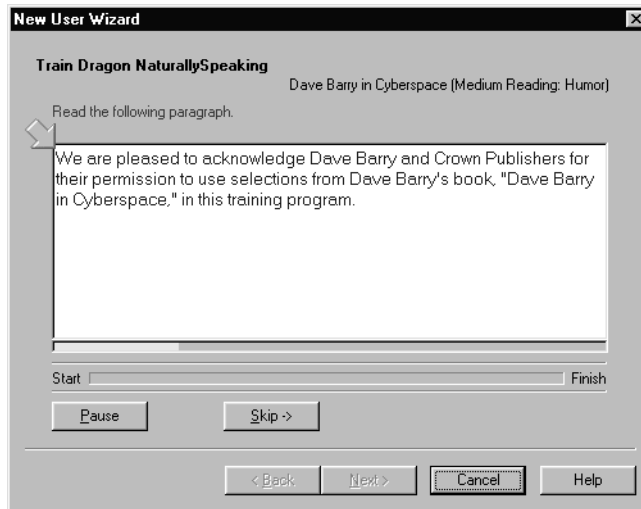 New User Wizard
Train Dragon NaturallySpeaking
Dave Barry in Cyberspace (Medium Reading: Humor)
Read the following paragraph.
We are pleased to acknowledge Dave Barry and Crown Publishers for
their permission to use selections from Dave Barry's book, "Dave Barry
in Cyberspace," in this training program.
Start Finish
Pause Skip ->
< Back Next > Cancel Help